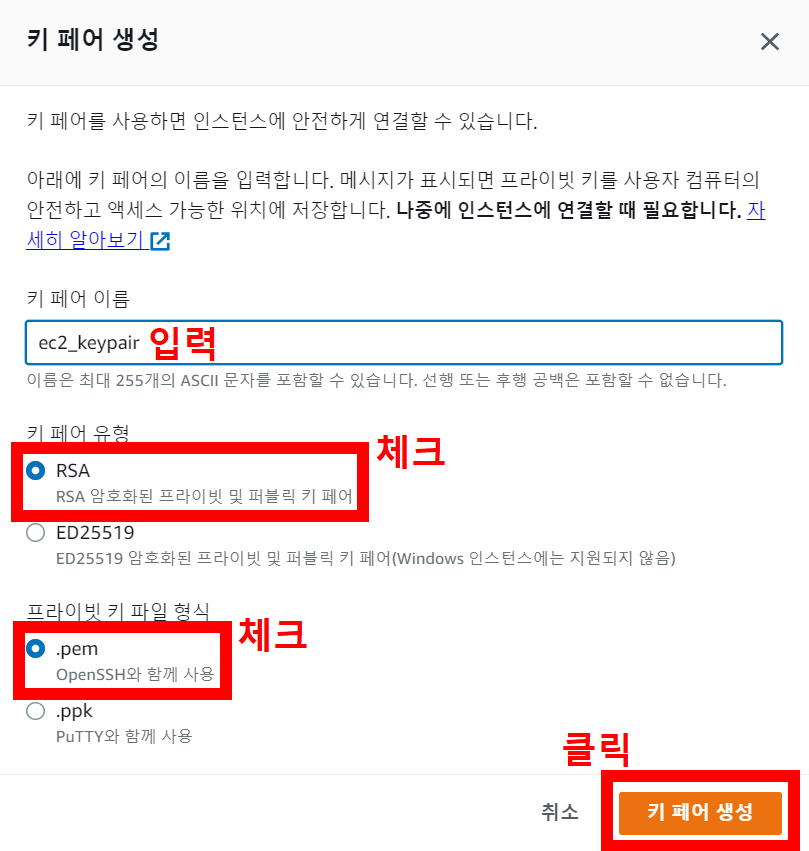 키 페어 생성
키 페어를 사용하면 인스턴스에 안전하게 연결할 수 있습니다.
아래에 키 페어의 이름을 입력합니다. 메시지가 표시되면 프라이빗 키를 사용자 컴퓨터의
안전하고 액세스 가능한 위치에 저장합니다. 나중에 인스턴스에 연결할 때 필요합니다. 자
세히 알아보기
키 페어 이름
ec2_keypair 입력
이름은 최대 255개의 ASCII 문자를 포함할 수 있습니다. 선행 또는 후행 공백은 포함할 수 없습니다.
키 페어 유형
체크
RSA
RSA 암호화된 프라이빗 및 퍼블릭 키 페어
ED25519
ED25519 암호화된 프라이빗 및 퍼블릭 키 페어(Windows 인스턴스에는 지원되지 않음)
프라이빗 키 파일 형식
체크
.pem
OpenSSH와 함께 사용
.ppk
PuTTY와 함께 사용
클릭
취소 키 페어 생성